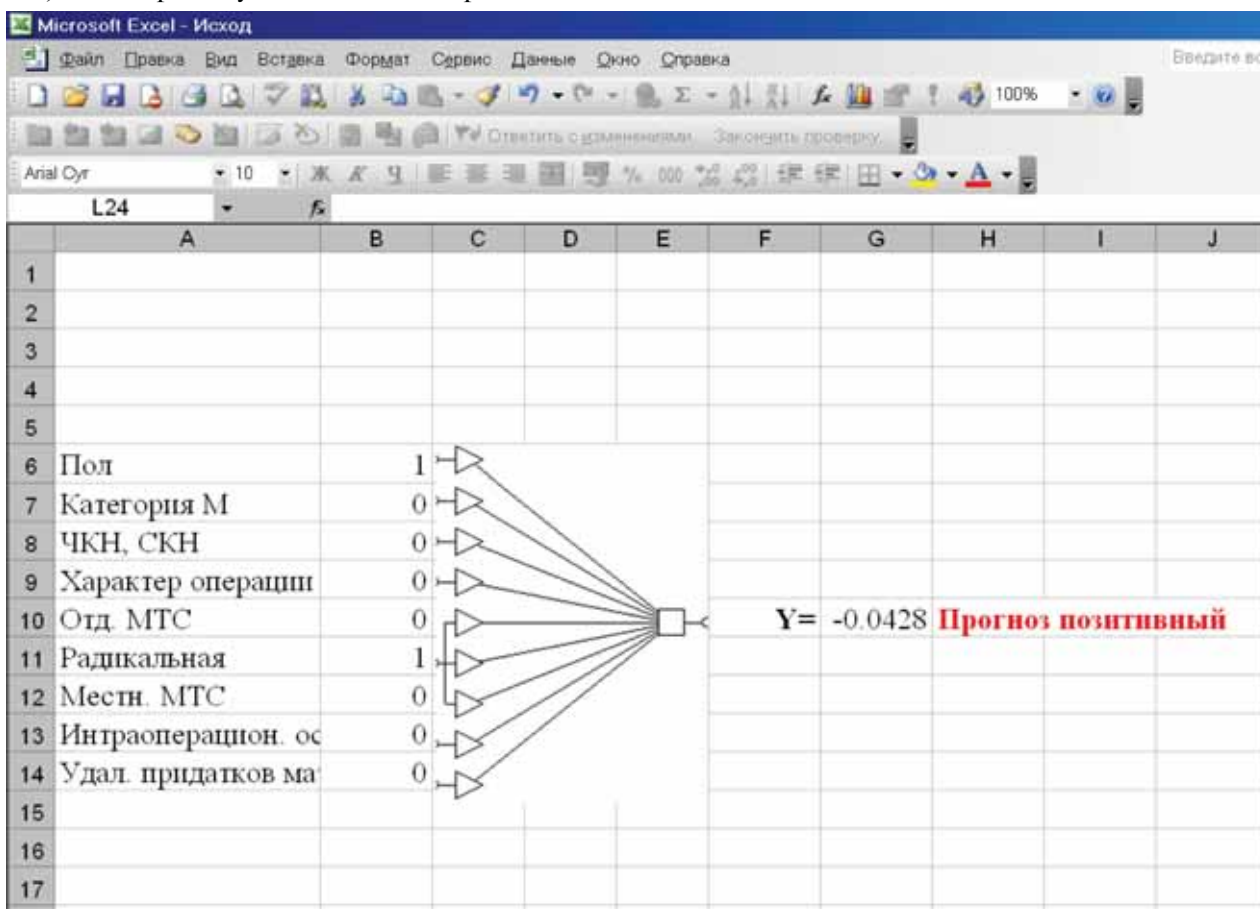 Microsoft Excel - Исход
Файл Правка Вид Вставка Формат Сервис Данные Окно Справка Введите во
100%
Ответить с изменениями... Закончить проверку...
Arial Cyr 10 Ж К Ч % 000
L24 fx
A B C D E F G H I J
1
2
3
4
5
6 Пол 1
7 Категория М 0
8 ЧКН, СКН 0
9 Характер операции 0
10 Отд. МТС 0 Y= -0.0428 Прогноз позитивный
11 Радикальная 1
12 Местн. МТС 0
13 Интраоперацион. ос 0
14 Удал. придатков ма 0
15
16
17